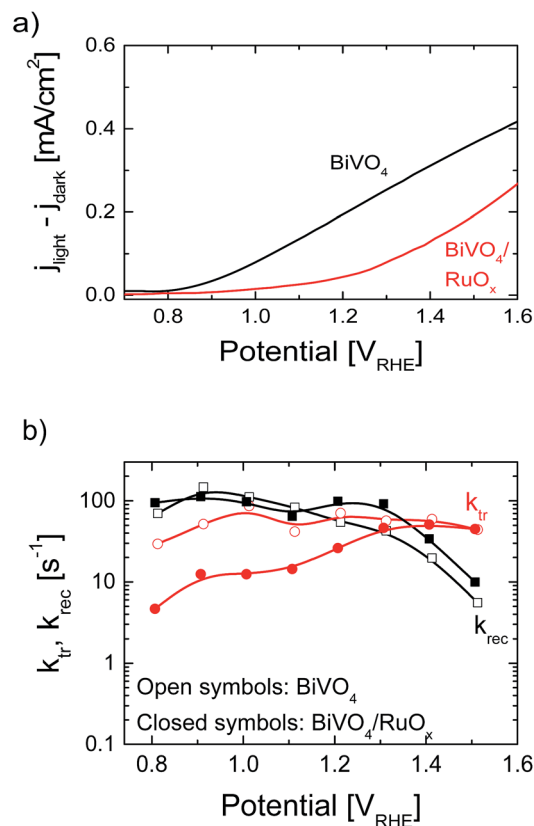 a)
0.6
0.4
0.2
0.0
j_light - j_dark [mA/cm²]
BiVO₄
BiVO₄/
RuOₓ
0.8 1.0 1.2 1.4 1.6
Potential [V_RHE]
b)
100
10
1
0.1
k_tr, k_rec [s⁻¹]
k_tr
k_rec
Open symbols: BiVO₄
Closed symbols: BiVO₄/RuOₓ
0.8 1.0 1.2 1.4 1.6
Potential [V_RHE]